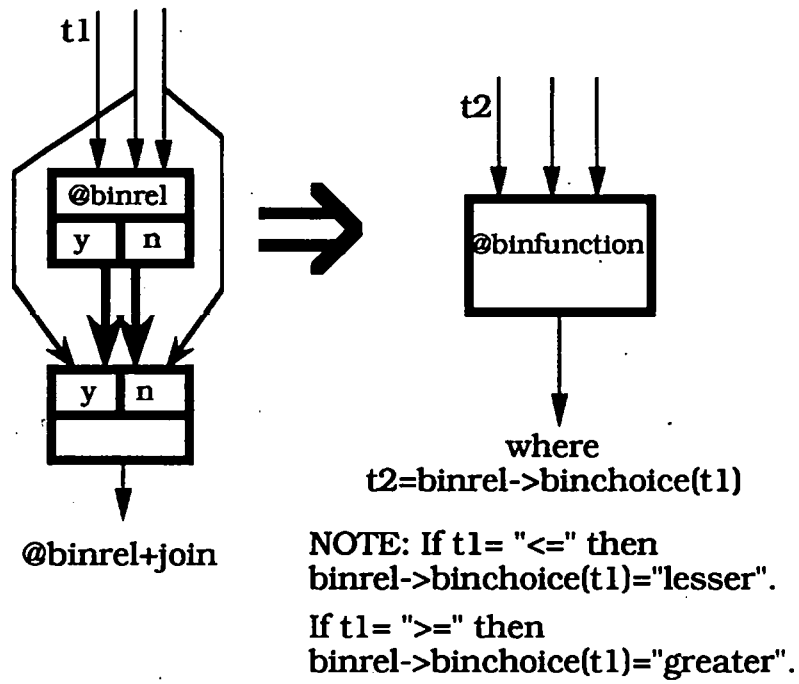 t1
t2
@binrel
y n
@binfunction
y n
where
t2=binrel->binchoice(t1)
@binrel+join
NOTE: If t1= "<=" then
binrel->binchoice(t1)="lesser".
If t1= ">=" then
binrel->binchoice(t1)="greater".